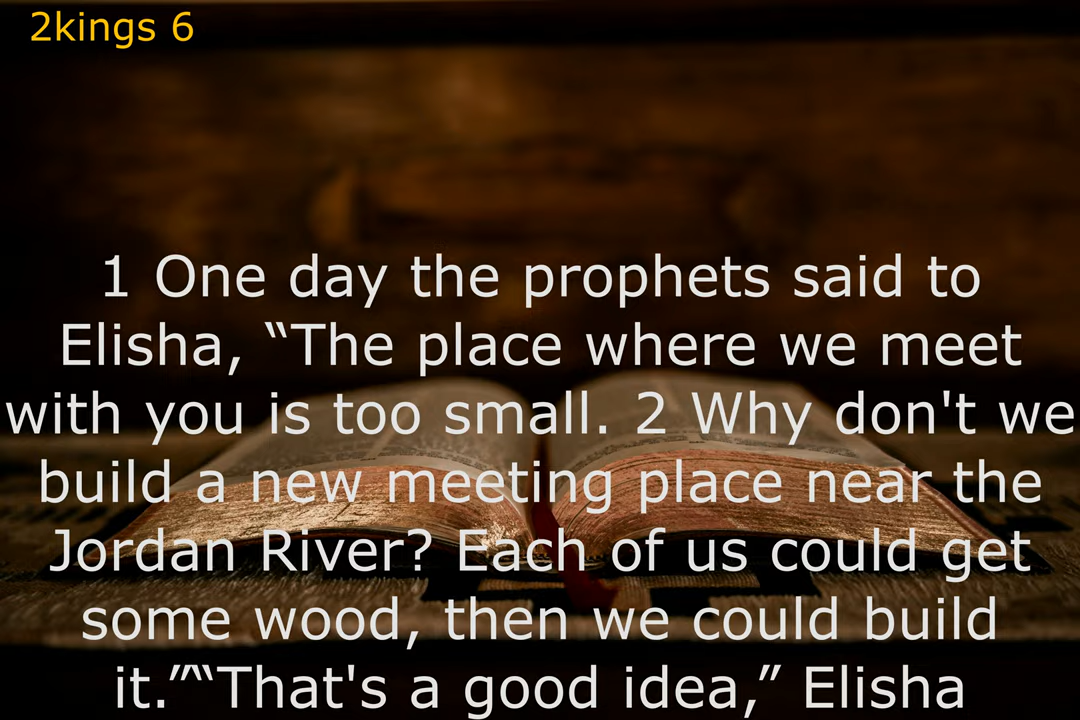 2kings 6
1 One day the prophets said to
Elisha, “The place where we meet
with you is too small. 2 Why don't we
build a new meeting place near the
Jordan River? Each of us could get
some wood, then we could build
it.”“That's a good idea,” Elisha